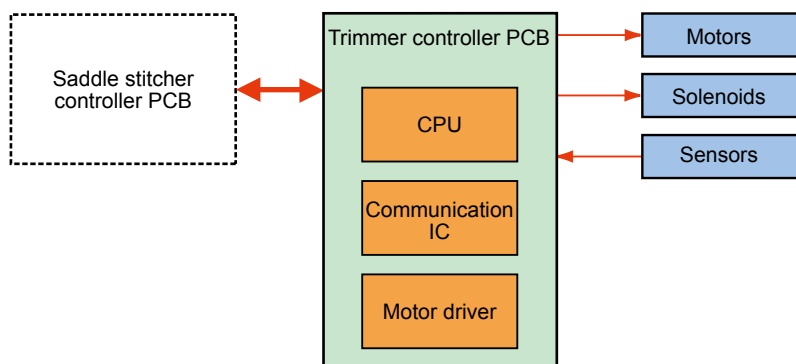 Saddle stitcher
controller PCB
Trimmer controller PCB
CPU
Communication
IC
Motor driver
Motors
Solenoids
Sensors